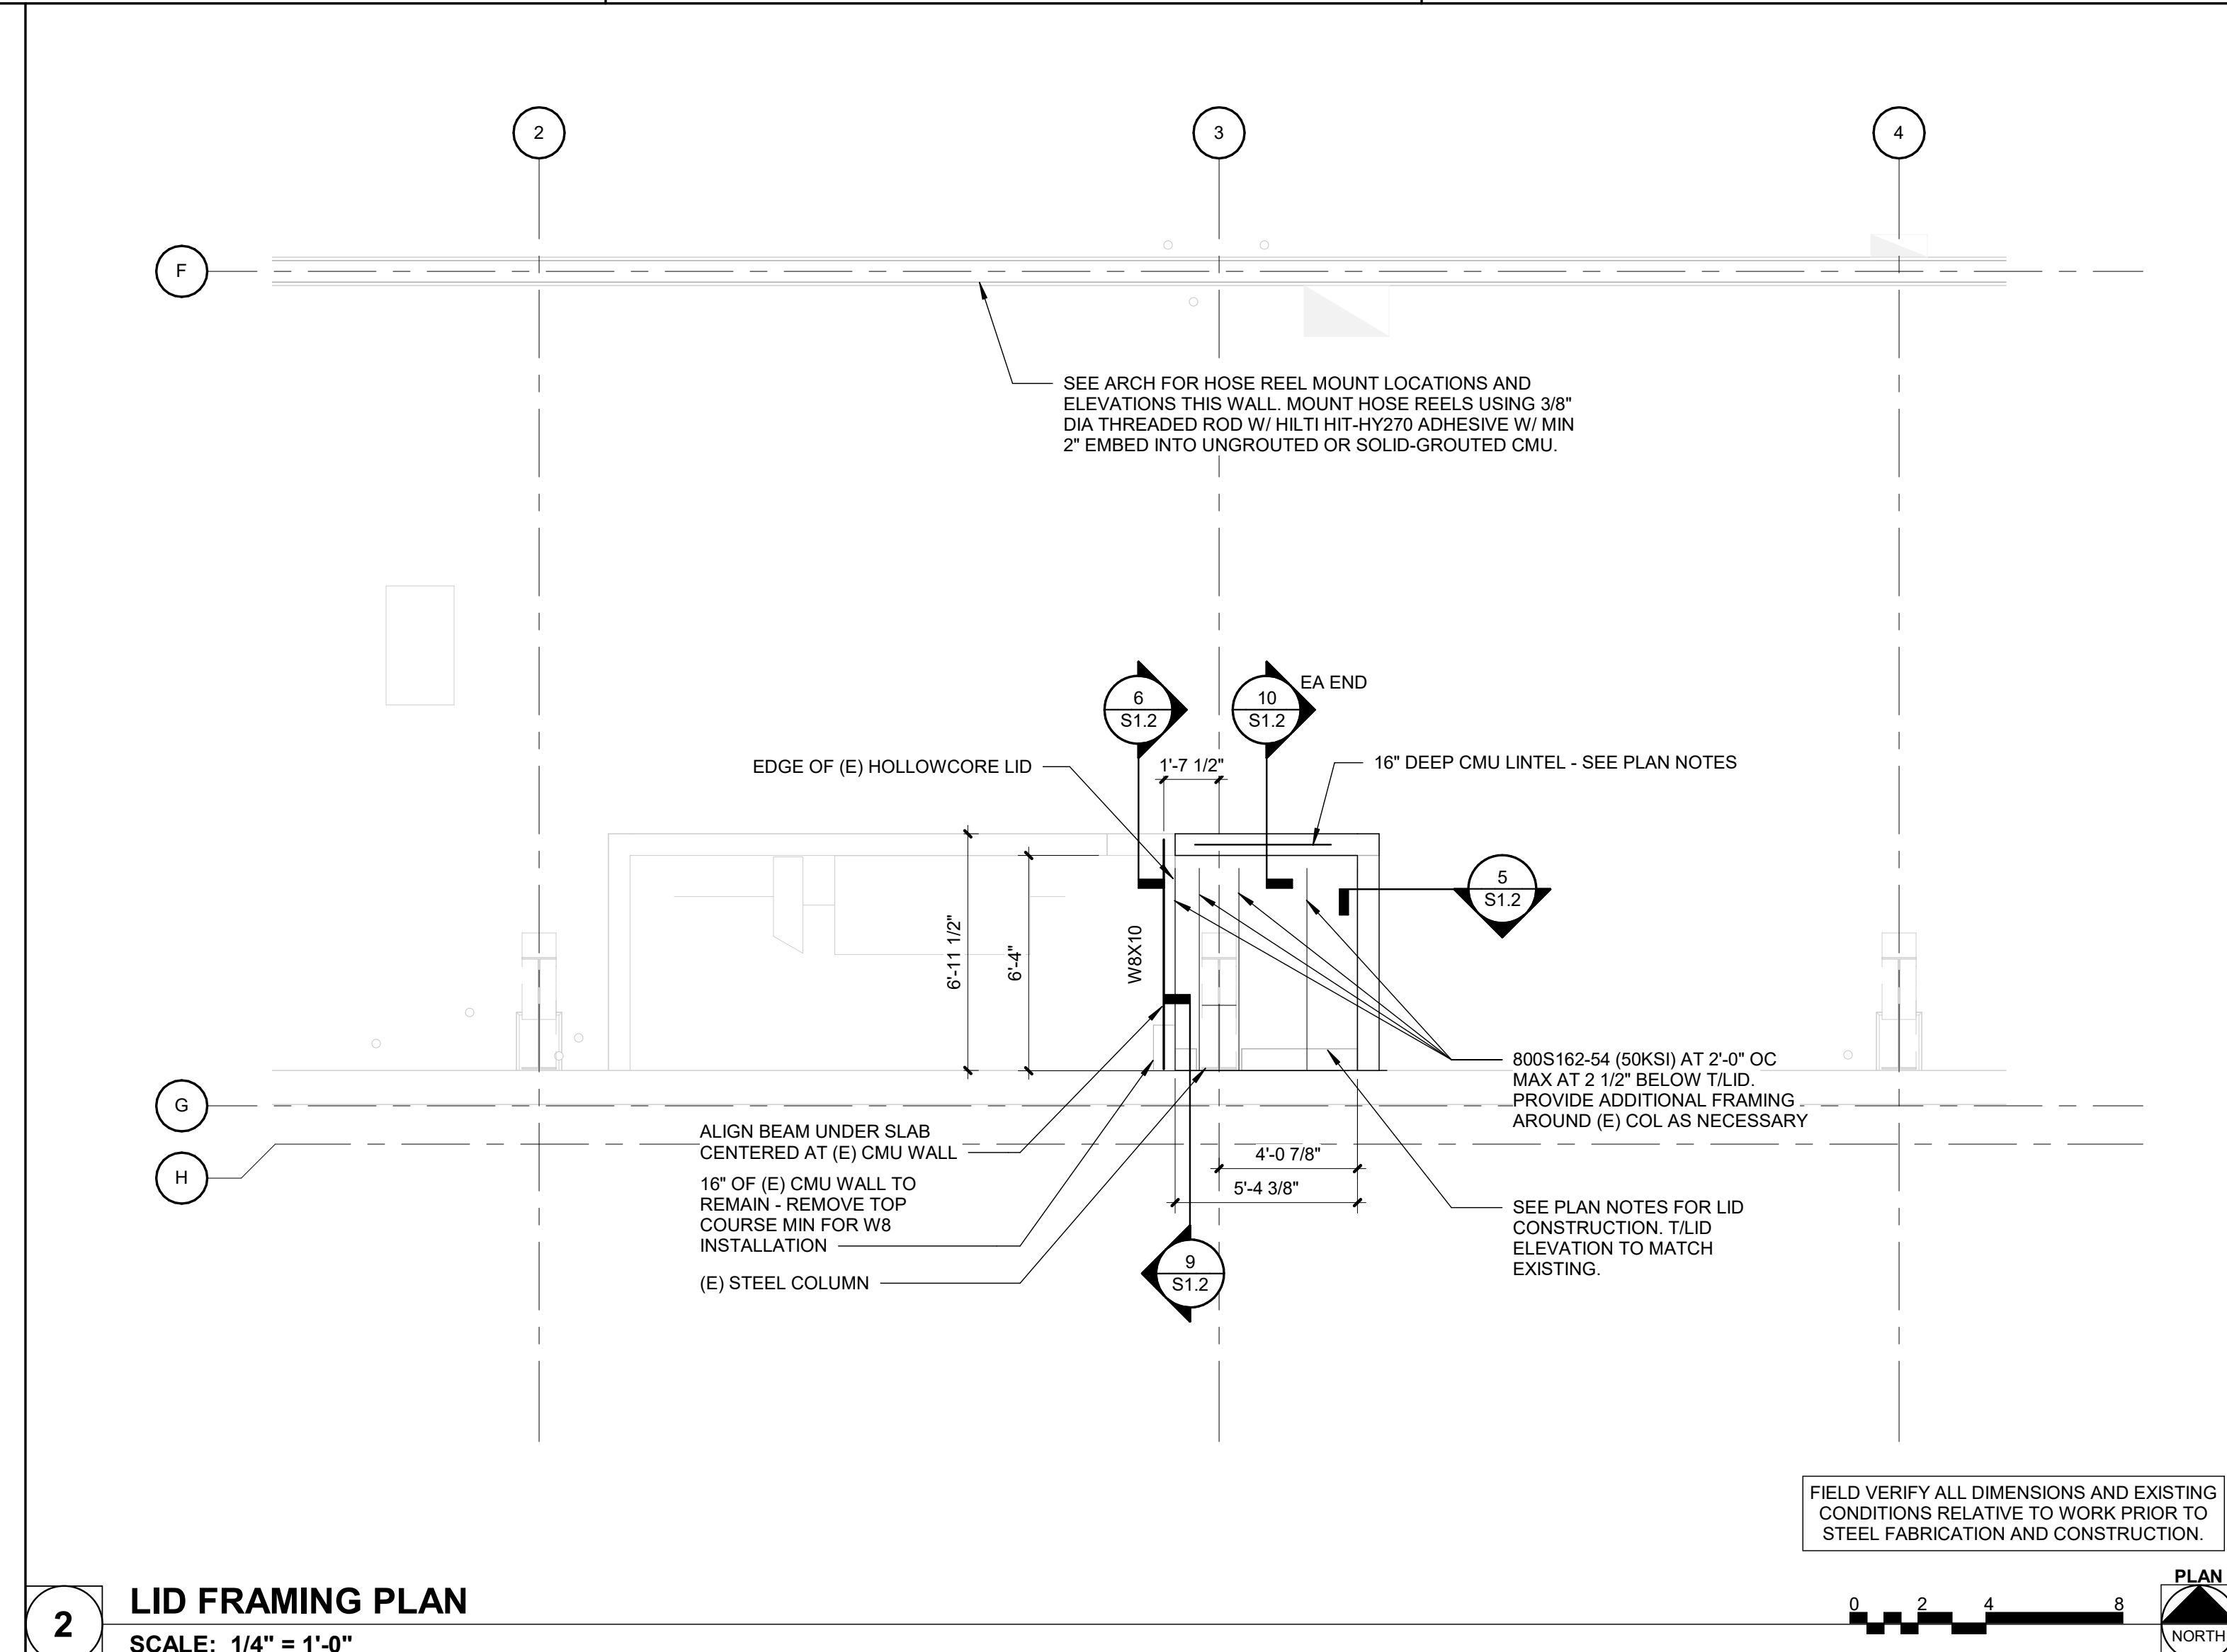 2
3
4
F
SEE ARCH FOR HOSE REEL MOUNT LOCATIONS AND
ELEVATIONS THIS WALL. MOUNT HOSE REELS USING 3/8"
DIA THREADED ROD W/ HILTI HIT-HY270 ADHESIVE W/ MIN
2" EMBED INTO UNGROUTED OR SOLID-GROUTED CMU.
6
S1.2
10
S1.2
EA END
EDGE OF (E) HOLLOWCORE LID
1'-7 1/2"
16" DEEP CMU LINTEL - SEE PLAN NOTES
5
S1.2
6'-11 1/2"
6'-4"
W8X10
800S162-54 (50KSI) AT 2'-0" OC
MAX AT 2 1/2" BELOW T/LID.
PROVIDE ADDITIONAL FRAMING
AROUND (E) COL AS NECESSARY
G
H
ALIGN BEAM UNDER SLAB
CENTERED AT (E) CMU WALL
16" OF (E) CMU WALL TO
REMAIN - REMOVE TOP
COURSE MIN FOR W8
INSTALLATION
(E) STEEL COLUMN
4'-0 7/8"
5'-4 3/8"
9
S1.2
SEE PLAN NOTES FOR LID
CONSTRUCTION. T/LID
ELEVATION TO MATCH
EXISTING.
FIELD VERIFY ALL DIMENSIONS AND EXISTING
CONDITIONS RELATIVE TO WORK PRIOR TO
STEEL FABRICATION AND CONSTRUCTION.
2
LID FRAMING PLAN
SCALE: 1/4" = 1'-0"
0 2 4 8
PLAN
NORTH